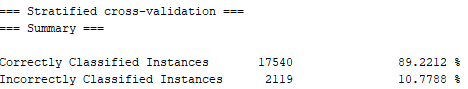 === Stratified cross-validation ===
=== Summary ===
Correctly Classified Instances 17540 89.2212 %
Incorrectly Classified Instances 2119 10.7788 %